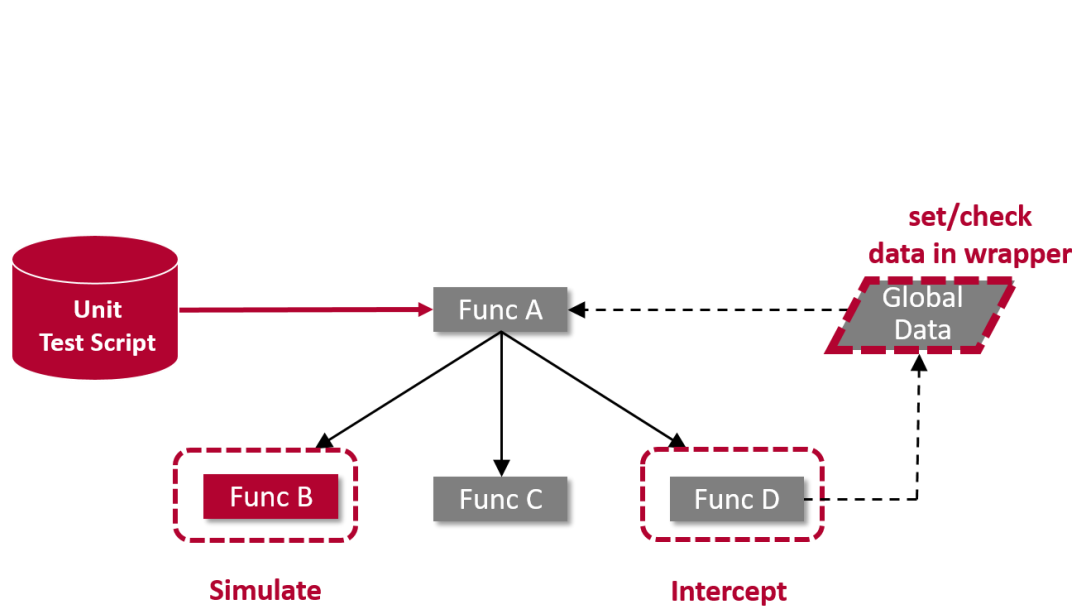 set/check
data in wrapper
Unit
Test Script
Func A
Global
Data
Func B
Func C
Func D
Simulate
Intercept